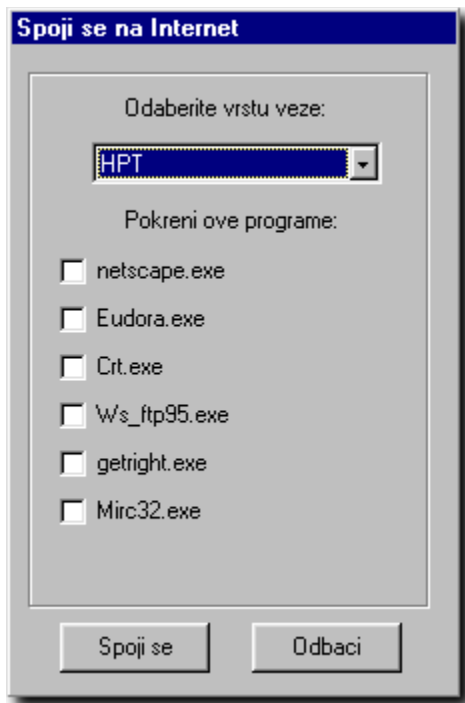 Spoji se na Internet
Odaberite vrstu veze:
HPT
Pokreni ove programe:
netscape.exe
Eudora.exe
Crt.exe
Ws_ftp95.exe
getright.exe
Mirc32.exe
Spoji se
Odbaci